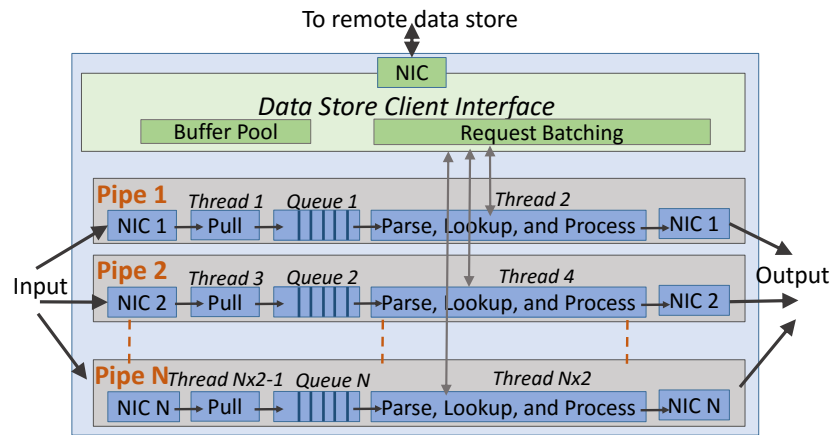 To remote data store
NIC
Data Store Client Interface
Buffer Pool
Request Batching
Pipe 1
Thread 1
Queue 1
Thread 2
NIC 1
Pull
Parse, Lookup, and Process
NIC 1
Pipe 2
Thread 3
Queue 2
Thread 4
Input
NIC 2
Pull
Parse, Lookup, and Process
NIC 2
Output
Pipe N
Thread Nx2-1
Queue N
Thread Nx2
NIC N
Pull
Parse, Lookup, and Process
NIC N